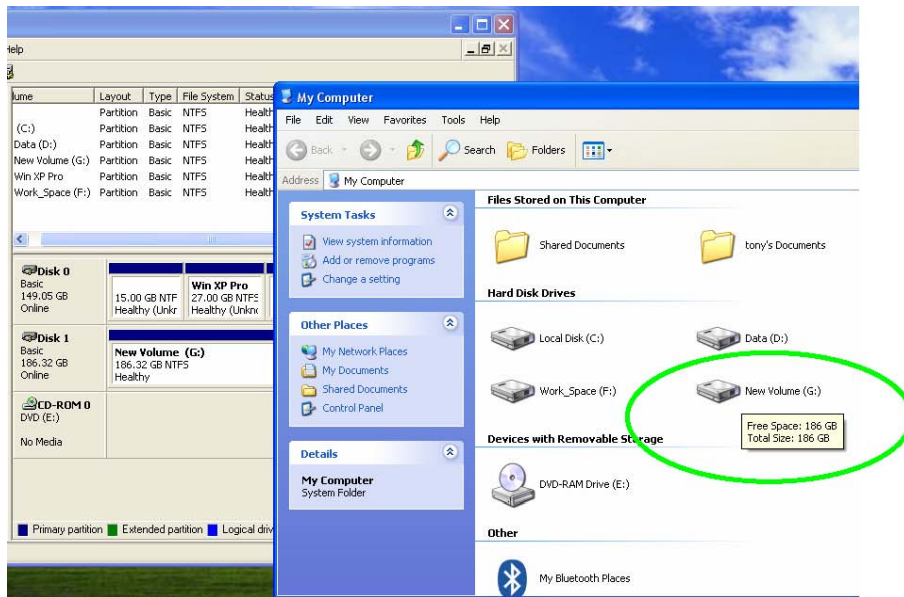 Help
lume Layout Type File System Status
Partition Basic NTFS Health
(C:) Partition Basic NTFS Health
Data (D:) Partition Basic NTFS Health
New Volume (G:) Partition Basic NTFS Health
Win XP Pro Partition Basic NTFS Health
Work_Space (F:) Partition Basic NTFS Health
Disk 0
Basic
149.05 GB
Online
15.00 GB NTF
Healthy (Unkr
Win XP Pro
27.00 GB NTFS
Healthy (Unkno
Disk 1
Basic
186.32 GB
Online
New Volume (G:)
186.32 GB NTFS
Healthy
CD-ROM 0
DVD (E:)
No Media
Primary partition Extended partition Logical driv
My Computer
File Edit View Favorites Tools Help
Back Search Folders
Address My Computer
System Tasks
View system information
Add or remove programs
Change a setting
Other Places
My Network Places
My Documents
Shared Documents
Control Panel
Details
My Computer
System Folder
Files Stored on This Computer
Shared Documents tony's Documents
Hard Disk Drives
Local Disk (C:) Data (D:)
Work_Space (F:) New Volume (G:)
Free Space: 186 GB
Total Size: 186 GB
Devices with Removable Storage
DVD-RAM Drive (E:)
Other
My Bluetooth Places